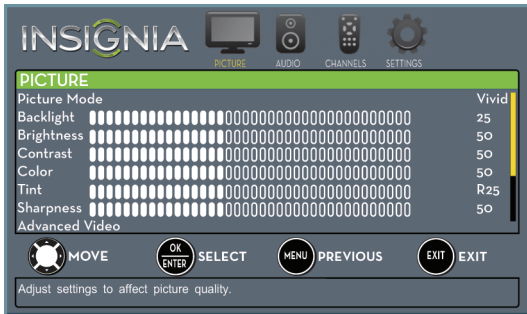 INSIGNIA
PICTURE AUDIO CHANNELS SETTINGS
PICTURE
Picture Mode Vivid
Backlight 25
Brightness 50
Contrast 50
Color 50
Tint R25
Sharpness 50
Advanced Video
MOVE OK ENTER SELECT MENU PREVIOUS EXIT EXIT
Adjust settings to affect picture quality.